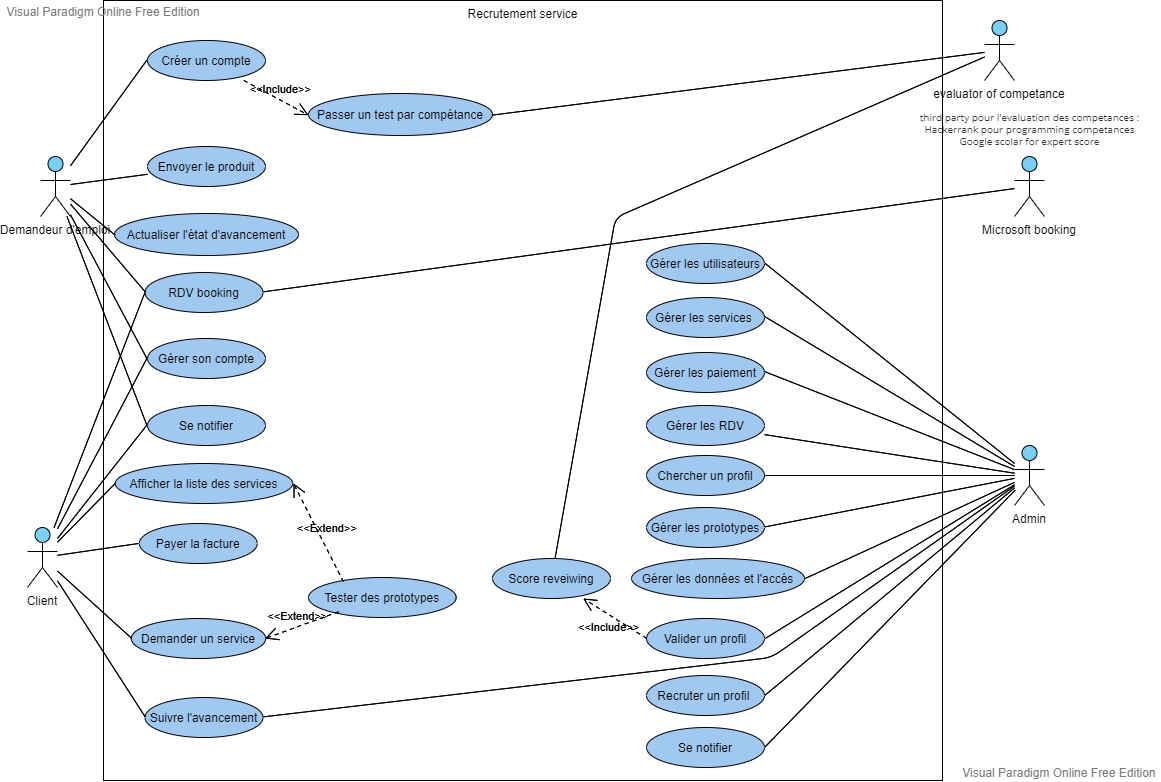 Visual Paradigm Online Free Edition
Recrutement service
Créer un compte
<<Include>>
Passer un test par compétance
evaluator of competance
third party pour l'evaluation des competances :
Hackerrank pour programming competances
Google scolar for expert score
Envoyer le produit
Demandeur d'emploi
Actualiser l'état d'avancement
Microsoft booking
RDV booking
Gérer les utilisateurs
Gérer les services
Gérer son compte
Gérer les paiement
Se notifier
Gérer les RDV
Afficher la liste des services
Chercher un profil
<<Extend>>
Gérer les prototypes
Admin
Payer la facture
Client
Tester des prototypes
Score reveiwing
Gérer les données et l'accés
<<Extend>>
<<Include>>
Demander un service
Valider un profil
Suivre l'avancement
Recruter un profil
Se notifier
Visual Paradigm Online Free Edition